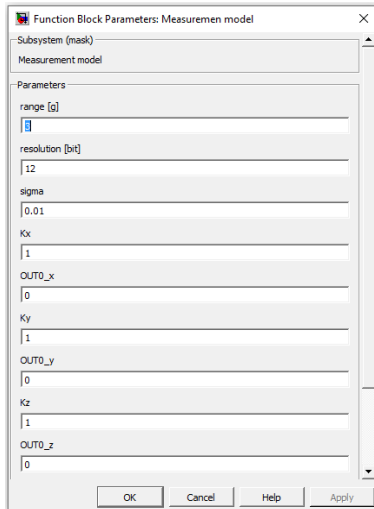 Function Block Parameters: Measuremen model
Subsystem (mask)
Measurement model
Parameters
range [g]
resolution [bit]
12
sigma
0.01
Kx
1
OUT0_x
0
Ky
1
OUT0_y
0
Kz
1
OUT0_z
0
OK Cancel Help Apply